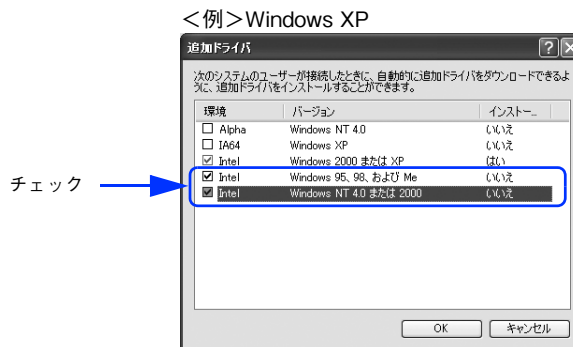 ＜例＞Windows XP
追加ドライバ
次のシステムのユーザーが接続したときに、自動的に追加ドライバをダウンロードできるよ
うに、追加ドライバをインストールすることができます。
環境 バージョン インストー...
Alpha Windows NT 4.0 いいえ
IA64 Windows XP いいえ
Intel Windows 2000 または XP はい
チェック
Intel Windows 95、98、および Me いいえ
Intel Windows NT 4.0 または 2000 いいえ
OK キャンセル